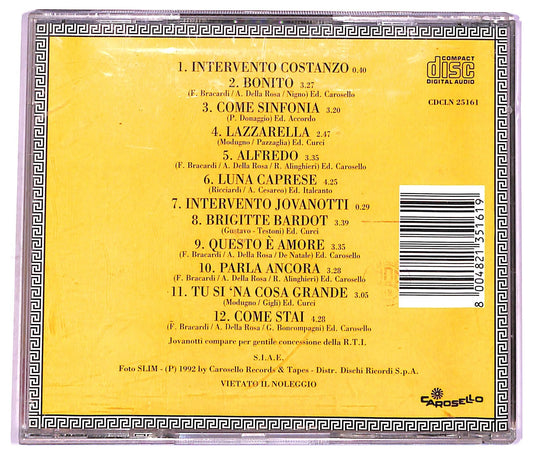 1. INTERVENTO COSTANZO 0.40
2. BONITO 3.27
(F. Bracardi / A. Della Rosa / Nigno) Ed. Carosello
3. COME SINFONIA 3.20
(P. Donaggio) Ed. Accordo
4. LAZZARELLA 2.47
(Modugno / Pazzaglia) Ed. Curci
5. ALFREDO 3.35
(F. Bracardi / A. Della Rosa / R. Alinghieri) Ed. Carosello
6. LUNA CAPRESE 4.25
(Ricciardi / A. Cesareo) Ed. Italcanto
7. INTERVENTO JOVANOTTI 0.29
8. BRIGITTE BARDOT 3.39
(Gustavo - Testoni) Ed. Curci
9. QUESTO È AMORE 3.35
(F. Bracardi / A. Della Rosa / De Natale) Ed. Carosello
10. PARLA ANCORA 3.28
(F. Bracardi / A. Della Rosa / R. Alinghieri) Ed. Carosello
11. TU SI 'NA COSA GRANDE 3.05
(Modugno / Gigli) Ed. Curci
12. COME STAI 4.28
(F. Bracardi / A. Della Rosa / G. Boncompagni) Ed. Carosello
Jovanotti compare per gentile concessione della R.T.I.
S.I.A.E.
Foto SLIM - (P) 1992 by Carosello Records & Tapes - Distr. Dischi Ricordi S.p.A.
VIETATO IL NOLEGGIO
COMPACT
disc
DIGITAL AUDIO
CDCLN 25161
8 004821 351619
CAROSELLO